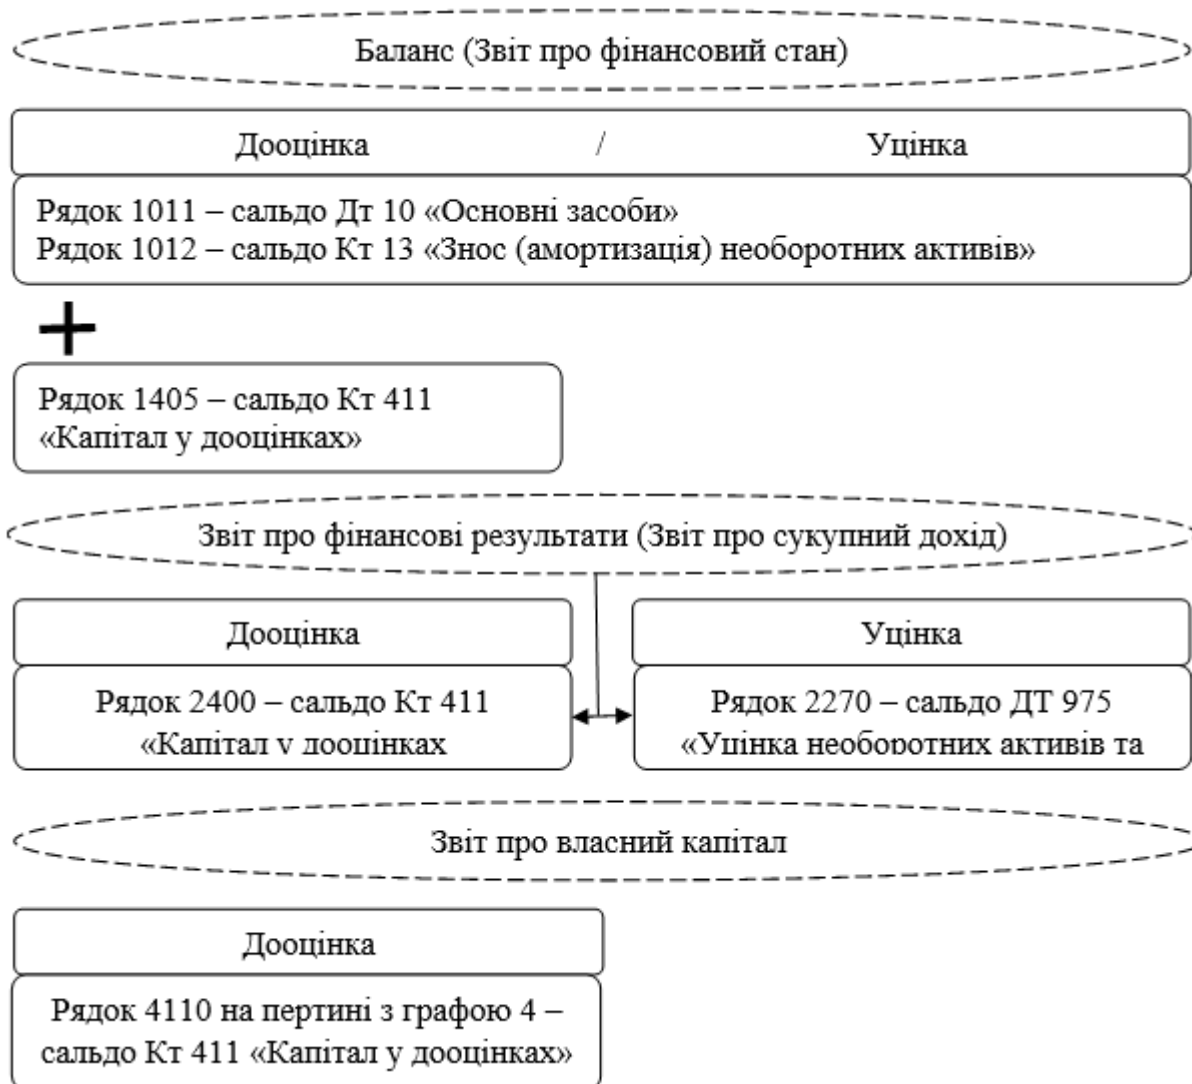 Баланс (Звіт про фінансовий стан)
Дооцінка / Уцінка
Рядок 1011 – сальдо Дт 10 «Основні засоби»
Рядок 1012 – сальдо Кт 13 «Знос (амортизація) необоротних активів»
Рядок 1405 – сальдо Кт 411
«Капітал у дооцінках»
Звіт про фінансові результати (Звіт про сукупний дохід)
Дооцінка
Уцінка
Рядок 2400 – сальдо Кт 411
«Капітал у дооцінках
Рядок 2270 – сальдо ДТ 975
«Уцінка необоротних активів та
Звіт про власний капітал
Дооцінка
Рядок 4110 на пертині з графою 4 –
сальдо Кт 411 «Капітал у дооцінках»